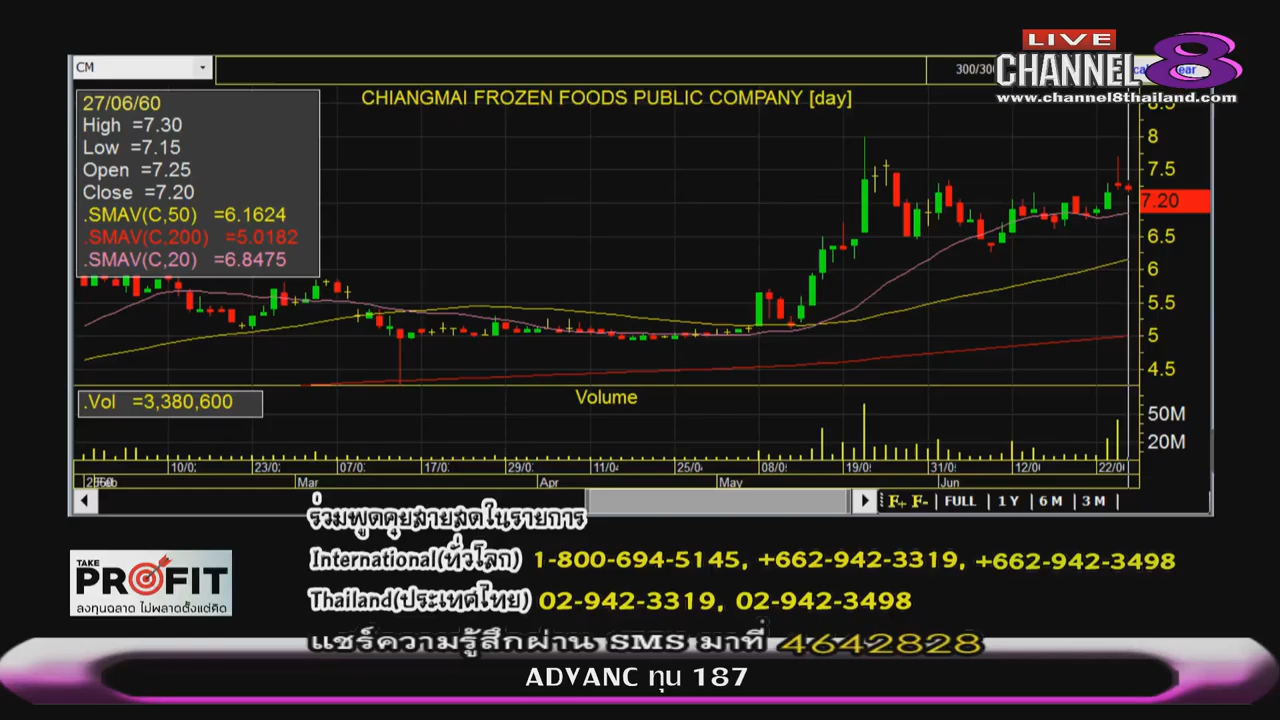 LIVE
CHANNEL 8
www.channel8thailand.com
CM
300/300
CHIANGMAI FROZEN FOODS PUBLIC COMPANY [day]
27/06/60
High =7.30
Low =7.15
Open =7.25
Close =7.20
.SMAV(C,50) =6.1624
.SMAV(C,200) =5.0182
.SMAV(C,20) =6.8475
8.5
8
7.5
7.20
6.5
6
5.5
5
4.5
.Vol =3,380,600
Volume
50M
20M
10/0 23/0 07/0 17/0 29/0 11/04 25/04 08/0 19/0 31/0 12/0 22/0
Mar Apr May Jun
F+ F- | FULL | 1 Y | 6 M | 3 M |
ร่วมพูดคุยสายสดในรายการ
International(ทั่วโลก) 1-800-694-5145, +662-942-3319, +662-942-3498
Thailand(ประเทศไทย) 02-942-3319, 02-942-3498
แชร์ความรู้สึกผ่าน SMS มาที่ 4642828
TAKE
PROFIT
ลงทุนฉลาด ไม่พลาดตั้งแต่คิด
ADVANC ทุน 187